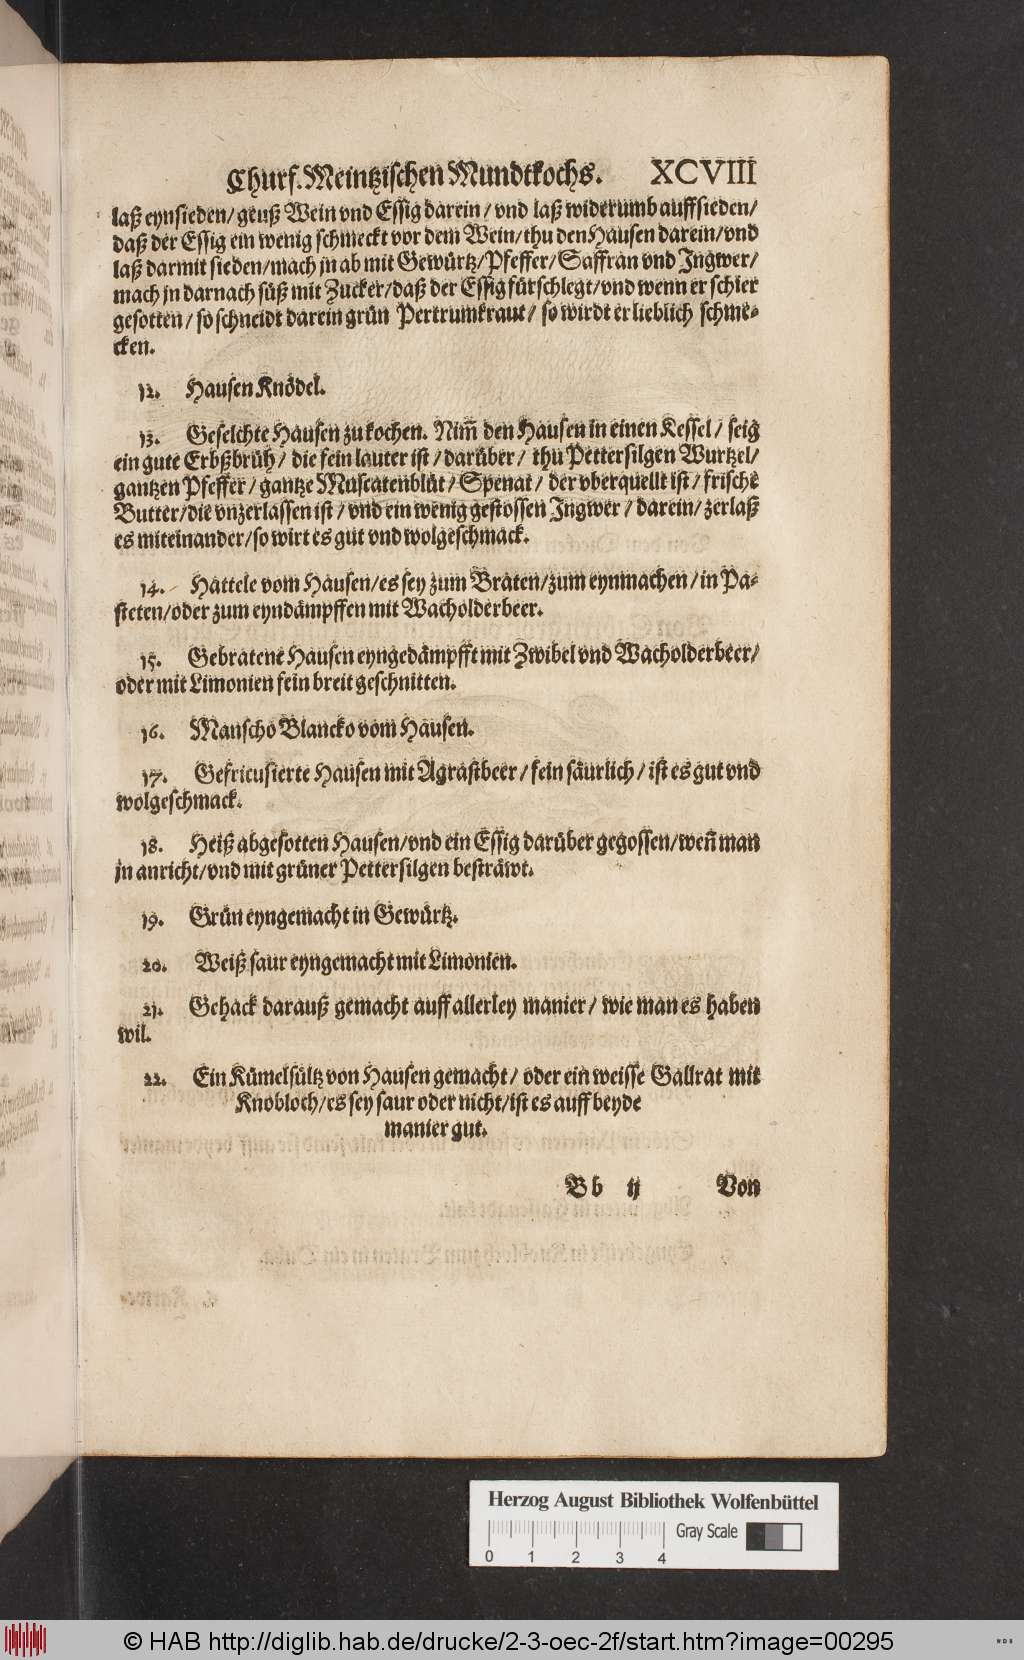 Churf. Meintzischen Mundtkochs. XCVIII
laß eynsieden/ geuß Wein vnd Essig darein/ vnd laß widerumb auffsieden/
daß der Essig ein wenig schmeckt vor dem Wein/ thu den Hausen darein/ vnd
laß darmit sieden/ mach jn ab mit Gewürtz/ Pfeffer/ Saffran vnd Ingwer/
mach jn darnach süß mit Zucker/ daß der Essig fürschlegt/ vnd wenn er schier
gesotten/ so schneidt darein grün Pertrumkraut/ so wirdt er lieblich schme-
cken.
12. Hausen Knödel.
13. Geselchte Hausen zu kochen. Nim̃ den Hausen in einen Kessel/ seig
ein gute Erbßbrüh/ die fein lauter ist/ darüber/ thu Pettersilgen Wurtzel/
gantzen Pfeffer/ gantze Muscatenblüt/ Spenat/ der vberquellt ist/ frische
Butter/ die vnzerlassen ist/ vnd ein wenig gestossen Ingwer/ darein/ zerlaß
es miteinander/ so wirt es gut vnd wolgeschmack.
14. Hattele vom Hausen/ es sey zum Braten/ zum eynmachen/ in Pa-
steten/ oder zum eyndämpffen mit Wacholderbeer.
15. Gebratene Hausen eyngedämpfft mit Zwibel vnd Wacholderbeer/
oder mit Limonien fein breit geschnitten.
16. Manscho Blancko vom Hausen.
17. Gefricusierte Hausen mit Agrastbeer/ fein säurlich/ ist es gut vnd
wolgeschmack.
18. Heiß abgesotten Hausen/ vnd ein Essig darüber gegossen/ weñ man
jn anricht/ vnd mit grüner Pettersilgen besträwt.
19. Grün eyngemacht in Gewürtz.
20. Weiß saur eyngemacht mit Limonien.
21. Gehack darauß gemacht auff allerley manier/ wie man es haben
wil.
22. Ein Kümelsültz von Hausen gemacht/ oder ein weisse Gallrat mit
Knobloch/ es sey saur oder nicht/ ist es auff beyde
manier gut.
Bb ij Von
Herzog August Bibliothek Wolfenbüttel
Gray Scale
0 1 2 3 4
© HAB http://diglib.hab.de/drucke/2-3-oec-2f/start.htm?image=00295